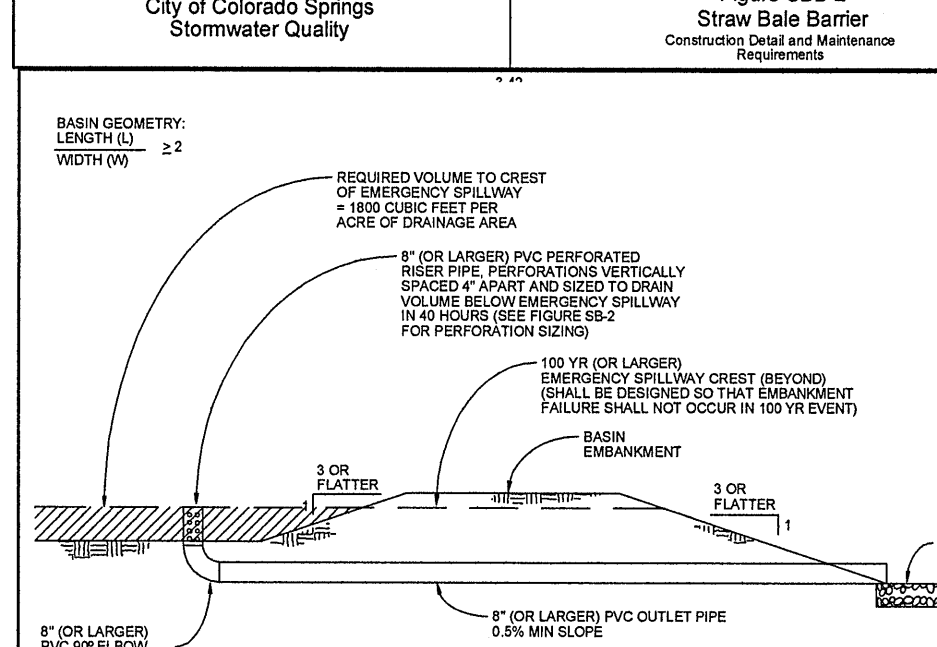 City of Colorado Springs
Stormwater Quality
Straw Bale Barrier
Construction Detail and Maintenance
Requirements
3-42
BASIN GEOMETRY:
LENGTH (L)
WIDTH (W)
≥ 2
REQUIRED VOLUME TO CREST
OF EMERGENCY SPILLWAY
= 1800 CUBIC FEET PER
ACRE OF DRAINAGE AREA
8" (OR LARGER) PVC PERFORATED
RISER PIPE, PERFORATIONS VERTICALLY
SPACED 4" APART AND SIZED TO DRAIN
VOLUME BELOW EMERGENCY SPILLWAY
IN 40 HOURS (SEE FIGURE SB-2
FOR PERFORATION SIZING)
100 YR (OR LARGER)
EMERGENCY SPILLWAY CREST (BEYOND)
(SHALL BE DESIGNED SO THAT EMBANKMENT
FAILURE SHALL NOT OCCUR IN 100 YR EVENT)
BASIN
EMBANKMENT
3 OR
FLATTER
1
3 OR
FLATTER
1
8" (OR LARGER) PVC OUTLET PIPE
0.5% MIN SLOPE
8" (OR LARGER)
PVC 90º ELBOW